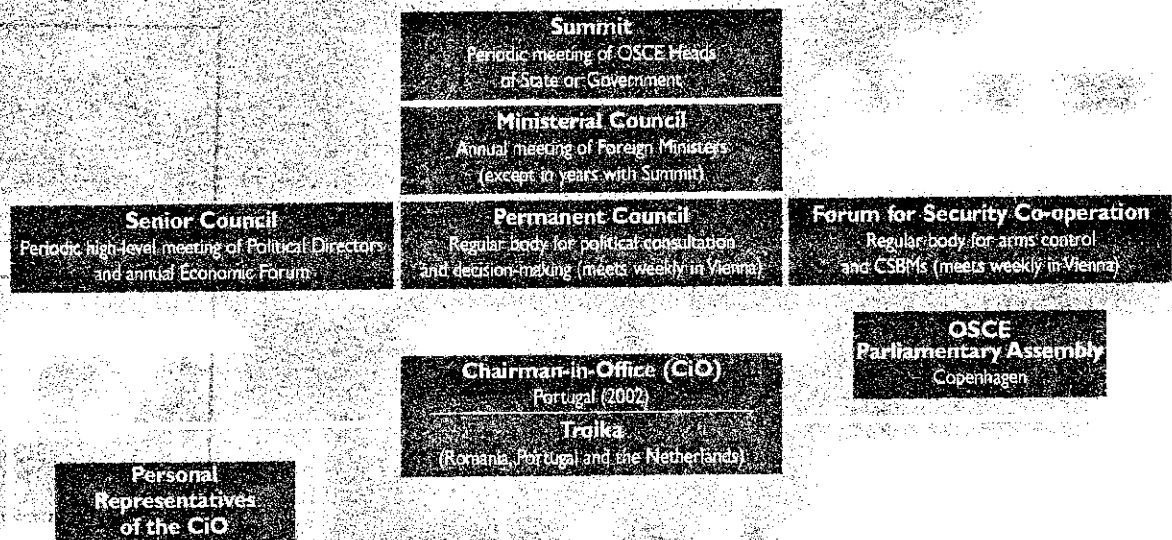 Summit
Periodic meeting of OSCE Heads
of State or Government
Ministerial Council
Annual meeting of Foreign Ministers
(except in years with Summit)
Senior Council
Periodic high-level meeting of Political Directors
and annual Economic Forum
Permanent Council
Regular body for political consultation
and decision-making (meets weekly in Vienna)
Forum for Security Co-operation
Regular body for arms control
and CSBMs (meets weekly in Vienna)
OSCE
Parliamentary Assembly
Copenhagen
Chairman-in-Office (CiO)
Portugal (2002)
Troika
(Romania, Portugal and the Netherlands)
Personal
Representatives
of the CiO